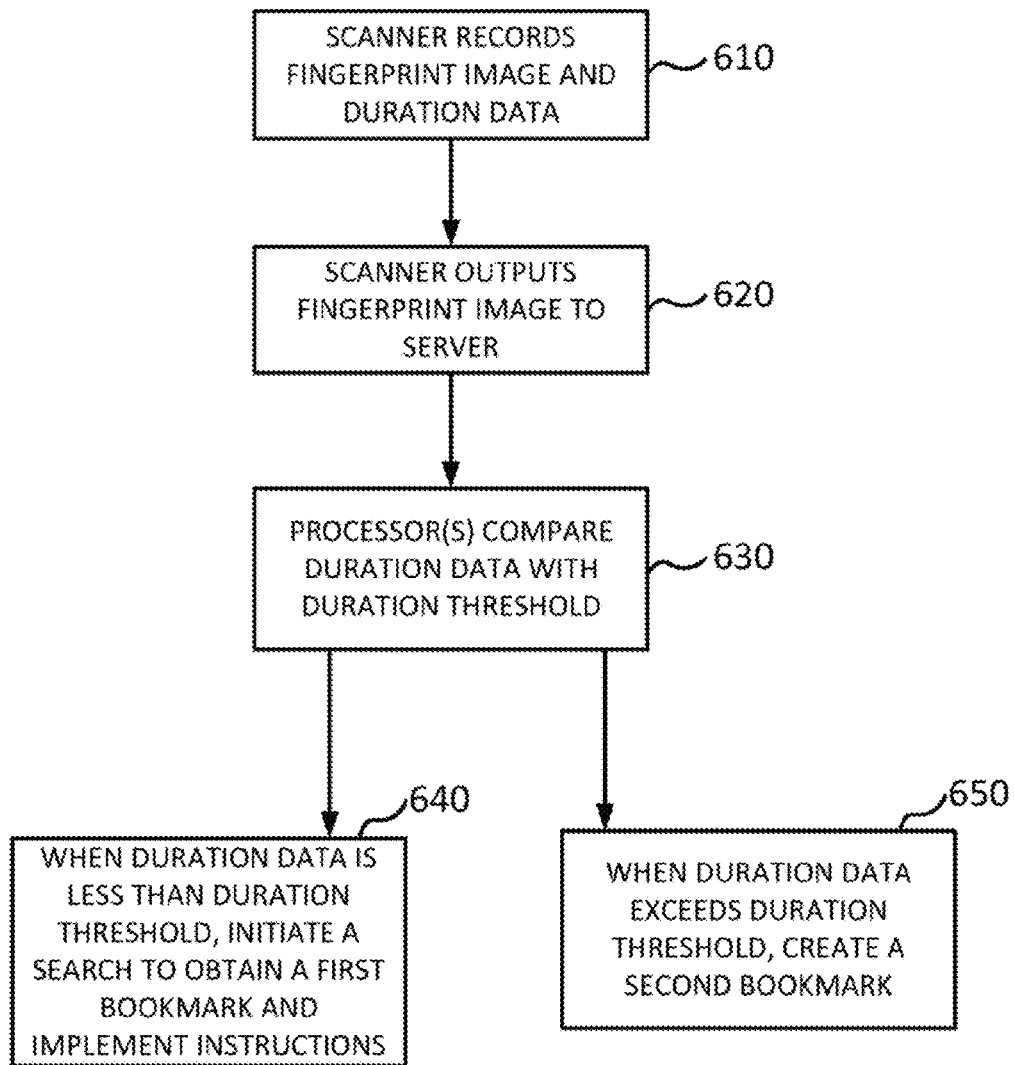 SCANNER RECORDS
FINGERPRINT IMAGE AND
DURATION DATA
610
SCANNER OUTPUTS
FINGERPRINT IMAGE TO
SERVER
620
PROCESSOR(S) COMPARE
DURATION DATA WITH
DURATION THRESHOLD
630
640
WHEN DURATION DATA IS
LESS THAN DURATION
THRESHOLD, INITIATE A
SEARCH TO OBTAIN A FIRST
BOOKMARK AND
IMPLEMENT INSTRUCTIONS
650
WHEN DURATION DATA
EXCEEDS DURATION
THRESHOLD, CREATE A
SECOND BOOKMARK